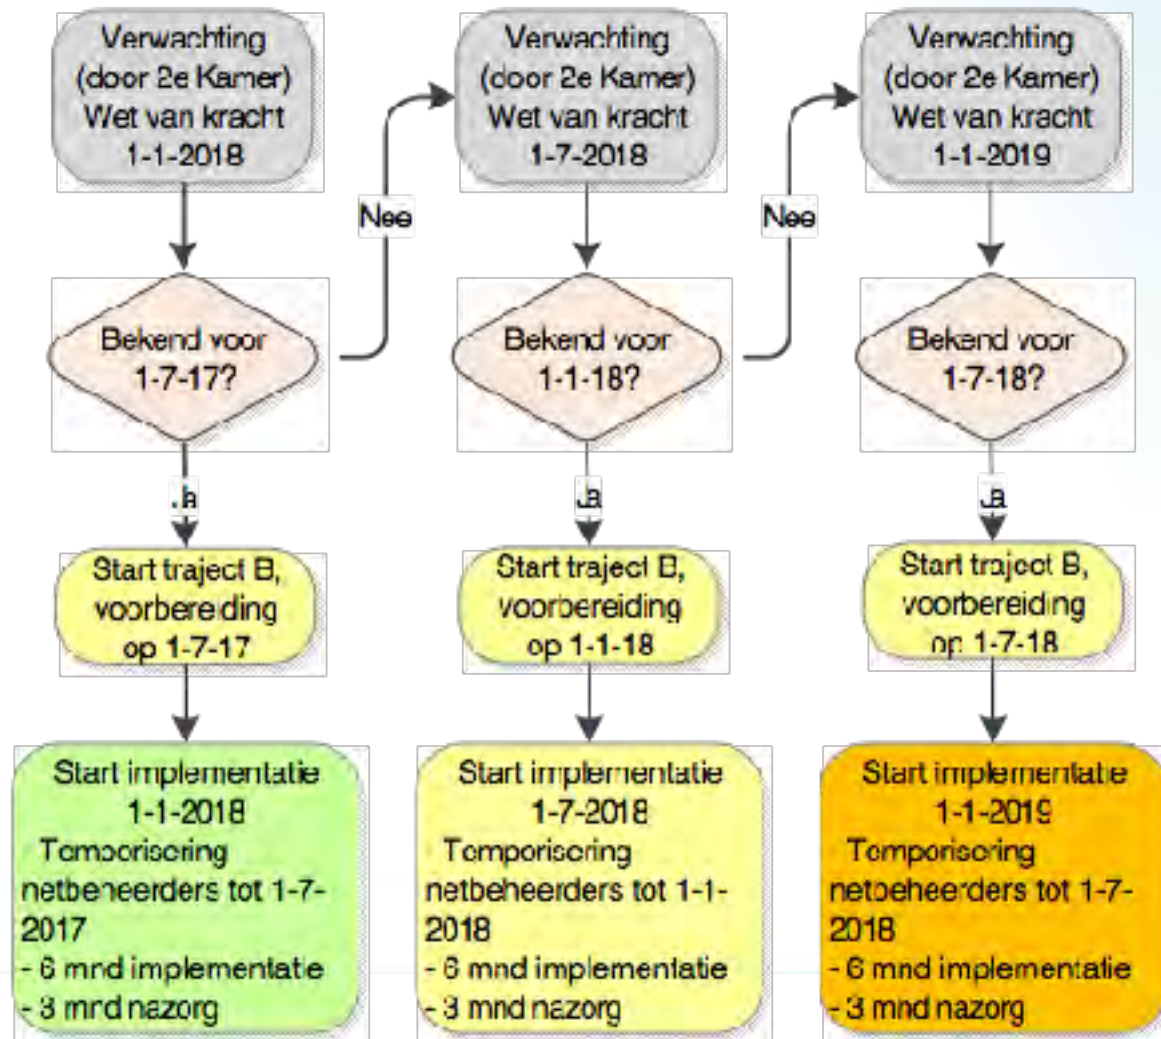 Verwachting
(door 2e Kamer)
Wet van kracht
1-1-2018
Nee
Bekend voor
1-7-17?
Ja
Start traject B,
voorbereiding
op 1-7-17
Start implementatie
1-1-2018
Temporisering
netbeheerders tot 1-7-
2017
- 6 mnd implementatie
- 3 mnd nazorg
Verwachting
(door 2e Kamer)
Wet van kracht
1-7-2018
Nee
Bekend voor
1-1-18?
Ja
Start traject B,
voorbereiding
op 1-1-18
Start implementatie
1-7-2018
Temporisering
netbeheerders tot 1-1-
2018
- 6 mnd implementatie
- 3 mnd nazorg
Verwachting
(door 2e Kamer)
Wet van kracht
1-1-2019
Bekend voor
1-7-18?
Ja
Start traject B,
voorbereiding
op 1-7-18
Start implementatie
1-1-2019
Temporisering
netbeheerders tot 1-7-
2018
- 6 mnd implementatie
- 3 mnd nazorg